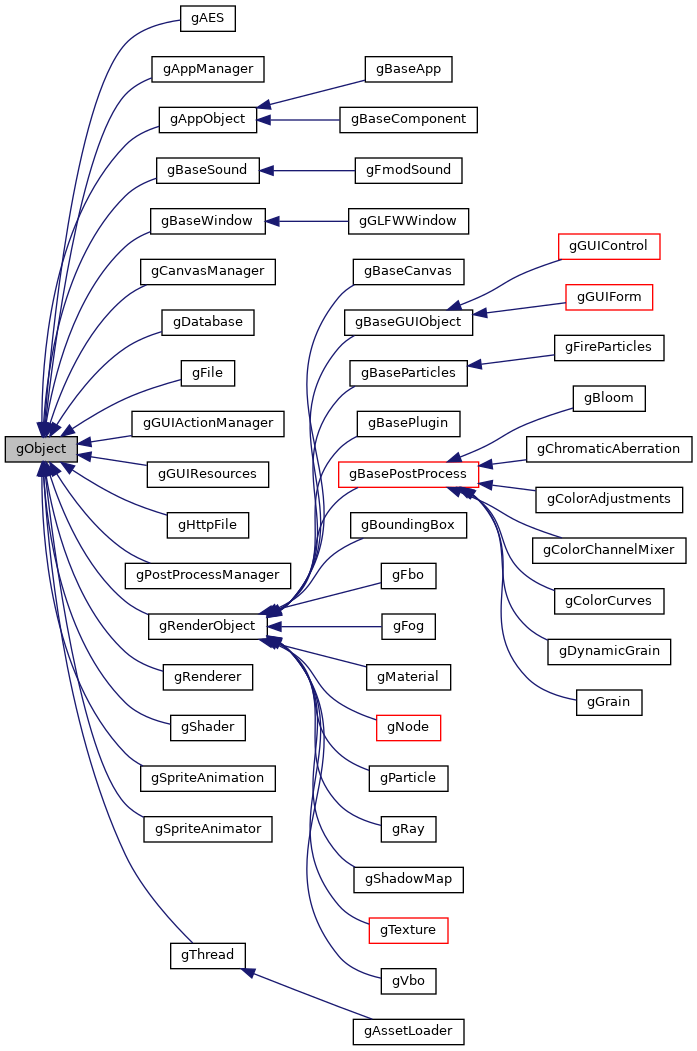 gAES
gAppManager
gBaseApp
gAppObject
gBaseComponent
gBaseSound
gFmodSound
gBaseWindow
gGLFWWindow
gGUIControl
gCanvasManager
gBaseCanvas
gGUIForm
gDatabase
gBaseGUIObject
gFireParticles
gFile
gBaseParticles
gBloom
gGUIActionManager
gBasePlugin
gObject
gChromaticAberration
gGUIResources
gBasePostProcess
gColorAdjustments
gHttpFile
gBoundingBox
gColorChannelMixer
gPostProcessManager
gFbo
gColorCurves
gRenderObject
gFog
gDynamicGrain
gRenderer
gMaterial
gGrain
gShader
gNode
gSpriteAnimation
gParticle
gSpriteAnimator
gRay
gShadowMap
gTexture
gThread
gVbo
gAssetLoader